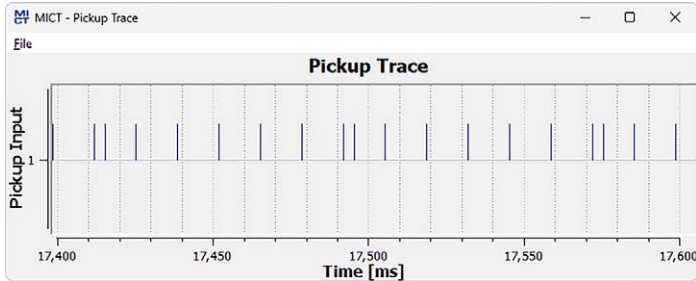 MICT MICT - Pickup Trace
File
Pickup Trace
Pickup Input
1
17,400 17,450 17,500 17,550 17,600
Time [ms]